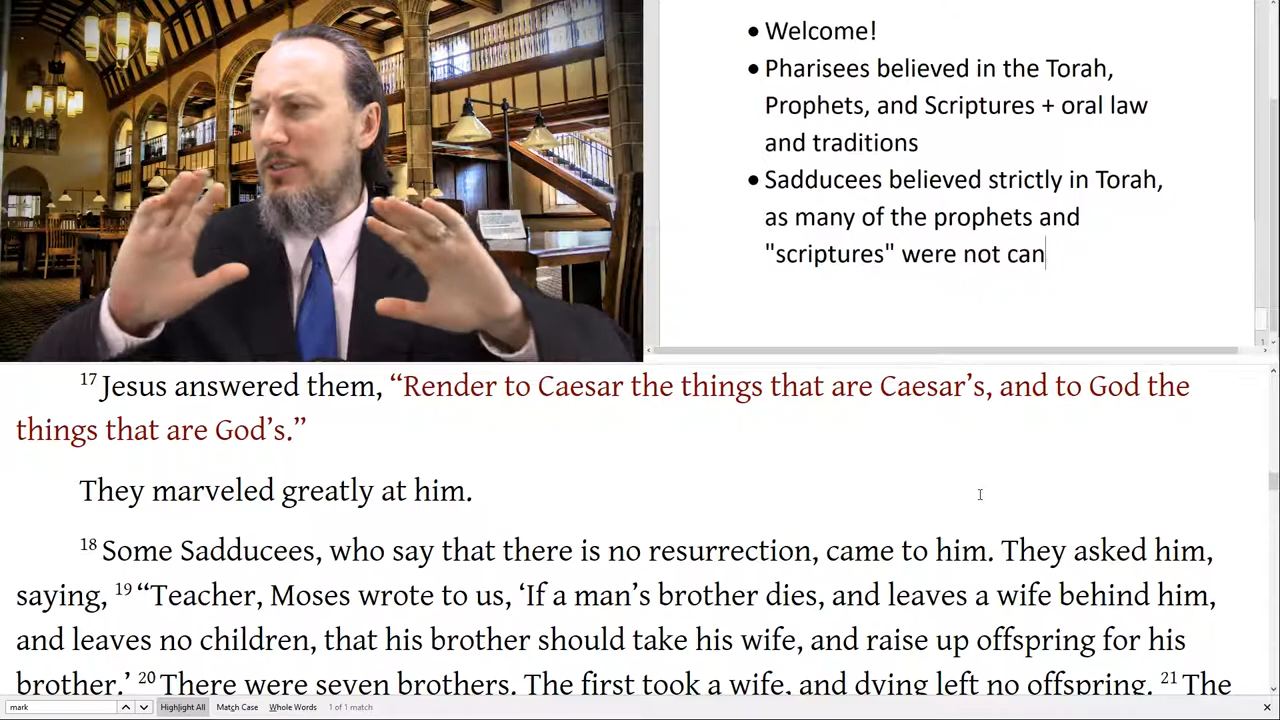 • Welcome!
• Pharisees believed in the Torah,
Prophets, and Scriptures + oral law
and traditions
• Sadducees believed strictly in Torah,
as many of the prophets and
"scriptures" were not can
17 Jesus answered them, “Render to Caesar the things that are Caesar’s, and to God the
things that are God’s.”
They marveled greatly at him.
18 Some Sadducees, who say that there is no resurrection, came to him. They asked him,
saying, 19 “Teacher, Moses wrote to us, ‘If a man’s brother dies, and leaves a wife behind him,
and leaves no children, that his brother should take his wife, and raise up offspring for his
brother.’ 20 There were seven brothers. The first took a wife, and dying left no offspring. 21 The
mark Highlight All Match Case Whole Words 1 of 1 match